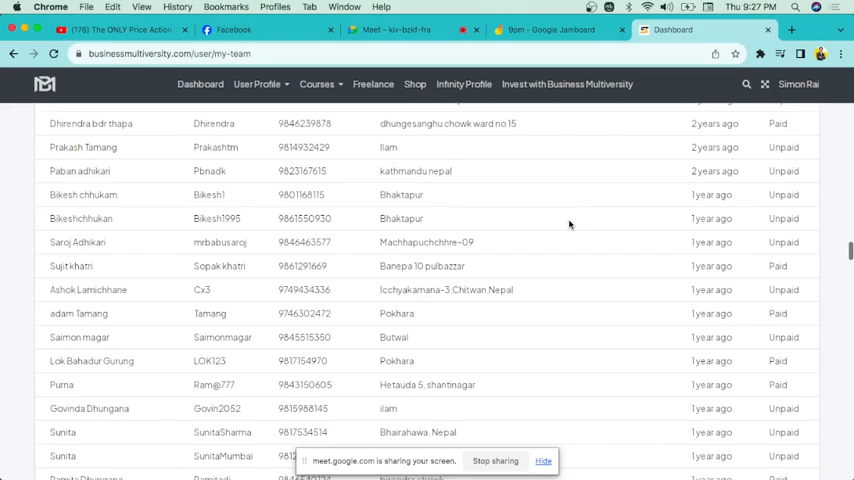 Chrome File Edit View History Bookmarks Profiles Tab Window Help Thu 9:27 PM
(178) The ONLY Price Action Facebook Meet – kiv-bzkf-fra 9pm - Google Jamboard Dashboard
businessmultiversity.com/user/my-team
Dashboard User Profile Courses Freelance Shop Infinity Profile Invest with Business Multiversity Simon Rai
Dhirendra bdr thapa Dhirendra 9846239878 dhungesanghu chowk ward no 15 2 years ago Paid
Prakash Tamang Prakashtm 9814932429 Ilam 2 years ago Unpaid
Paban adhikari Pbnadk 9823167615 kathmandu nepal 2 years ago Unpaid
Bikesh chhukam Bikesh1 9801168115 Bhaktapur 1 year ago Unpaid
Bikeshchhukan Bikesh1995 9861550930 Bhaktapur 1 year ago Unpaid
Saroj Adhikari mrbabusaroj 9846463577 Machhapuchchhre-09 1 year ago Unpaid
Sujit khatri Sopak khatri 9861291669 Banepa 10 pulbazzar 1 year ago Paid
Ashok Lamichhane Cx3 9749434336 Icchyakamana-3,Chitwan,Nepal 1 year ago Unpaid
adam Tamang Tamang 9746302472 Pokhara 1 year ago Paid
Saimon magar Saimonmagar 9845515350 Butwal 1 year ago Unpaid
Lok Bahadur Gurung LOK123 9817154970 Pokhara 1 year ago Paid
Purna Ram@777 9843150605 Hetauda 5, shantinagar 1 year ago Paid
Govinda Dhungana Govin2052 9815988145 ilam 1 year ago Unpaid
Sunita SunitaSharma 9817534514 Bhairahawa, Nepal 1 year ago Unpaid
Sunita SunitaMumbai 1 year ago Unpaid
meet.google.com is sharing your screen. Stop sharing Hide